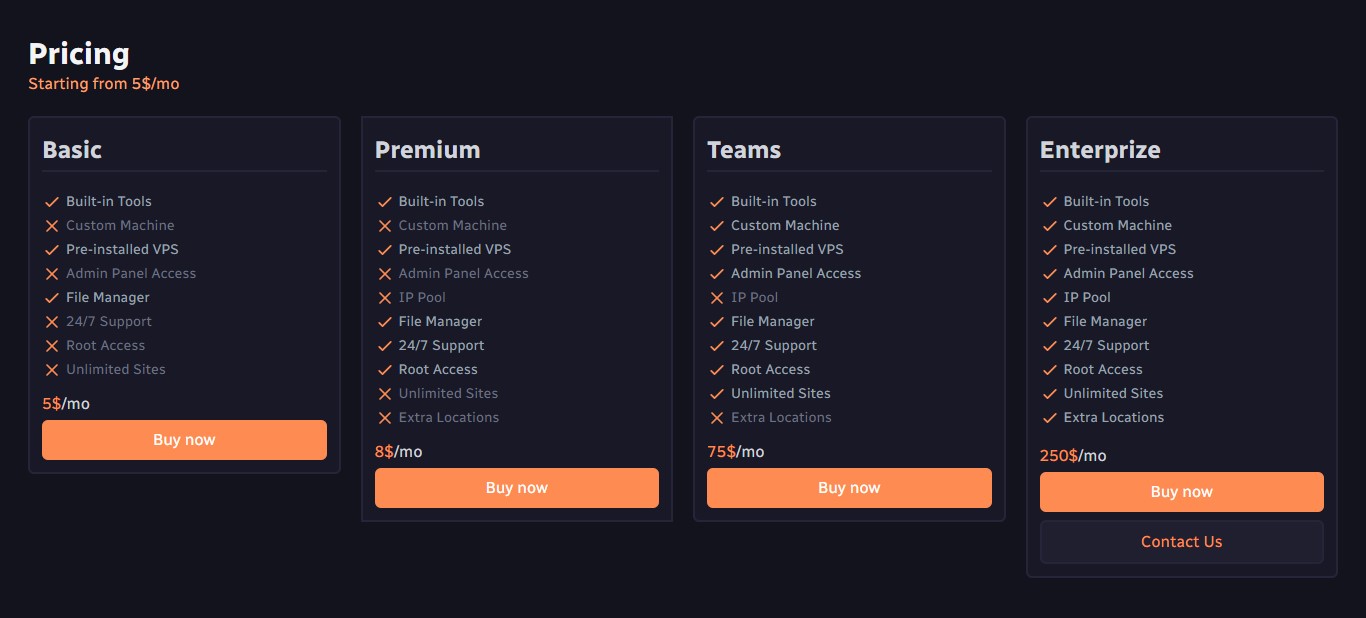 Pricing
Starting from 5$/mo
Basic
Built-in Tools
Custom Machine
Pre-installed VPS
Admin Panel Access
File Manager
24/7 Support
Root Access
Unlimited Sites
5$/mo
Buy now
Premium
Built-in Tools
Custom Machine
Pre-installed VPS
Admin Panel Access
IP Pool
File Manager
24/7 Support
Root Access
Unlimited Sites
Extra Locations
8$/mo
Buy now
Teams
Built-in Tools
Custom Machine
Pre-installed VPS
Admin Panel Access
IP Pool
File Manager
24/7 Support
Root Access
Unlimited Sites
Extra Locations
75$/mo
Buy now
Enterprize
Built-in Tools
Custom Machine
Pre-installed VPS
Admin Panel Access
IP Pool
File Manager
24/7 Support
Root Access
Unlimited Sites
Extra Locations
250$/mo
Buy now
Contact Us